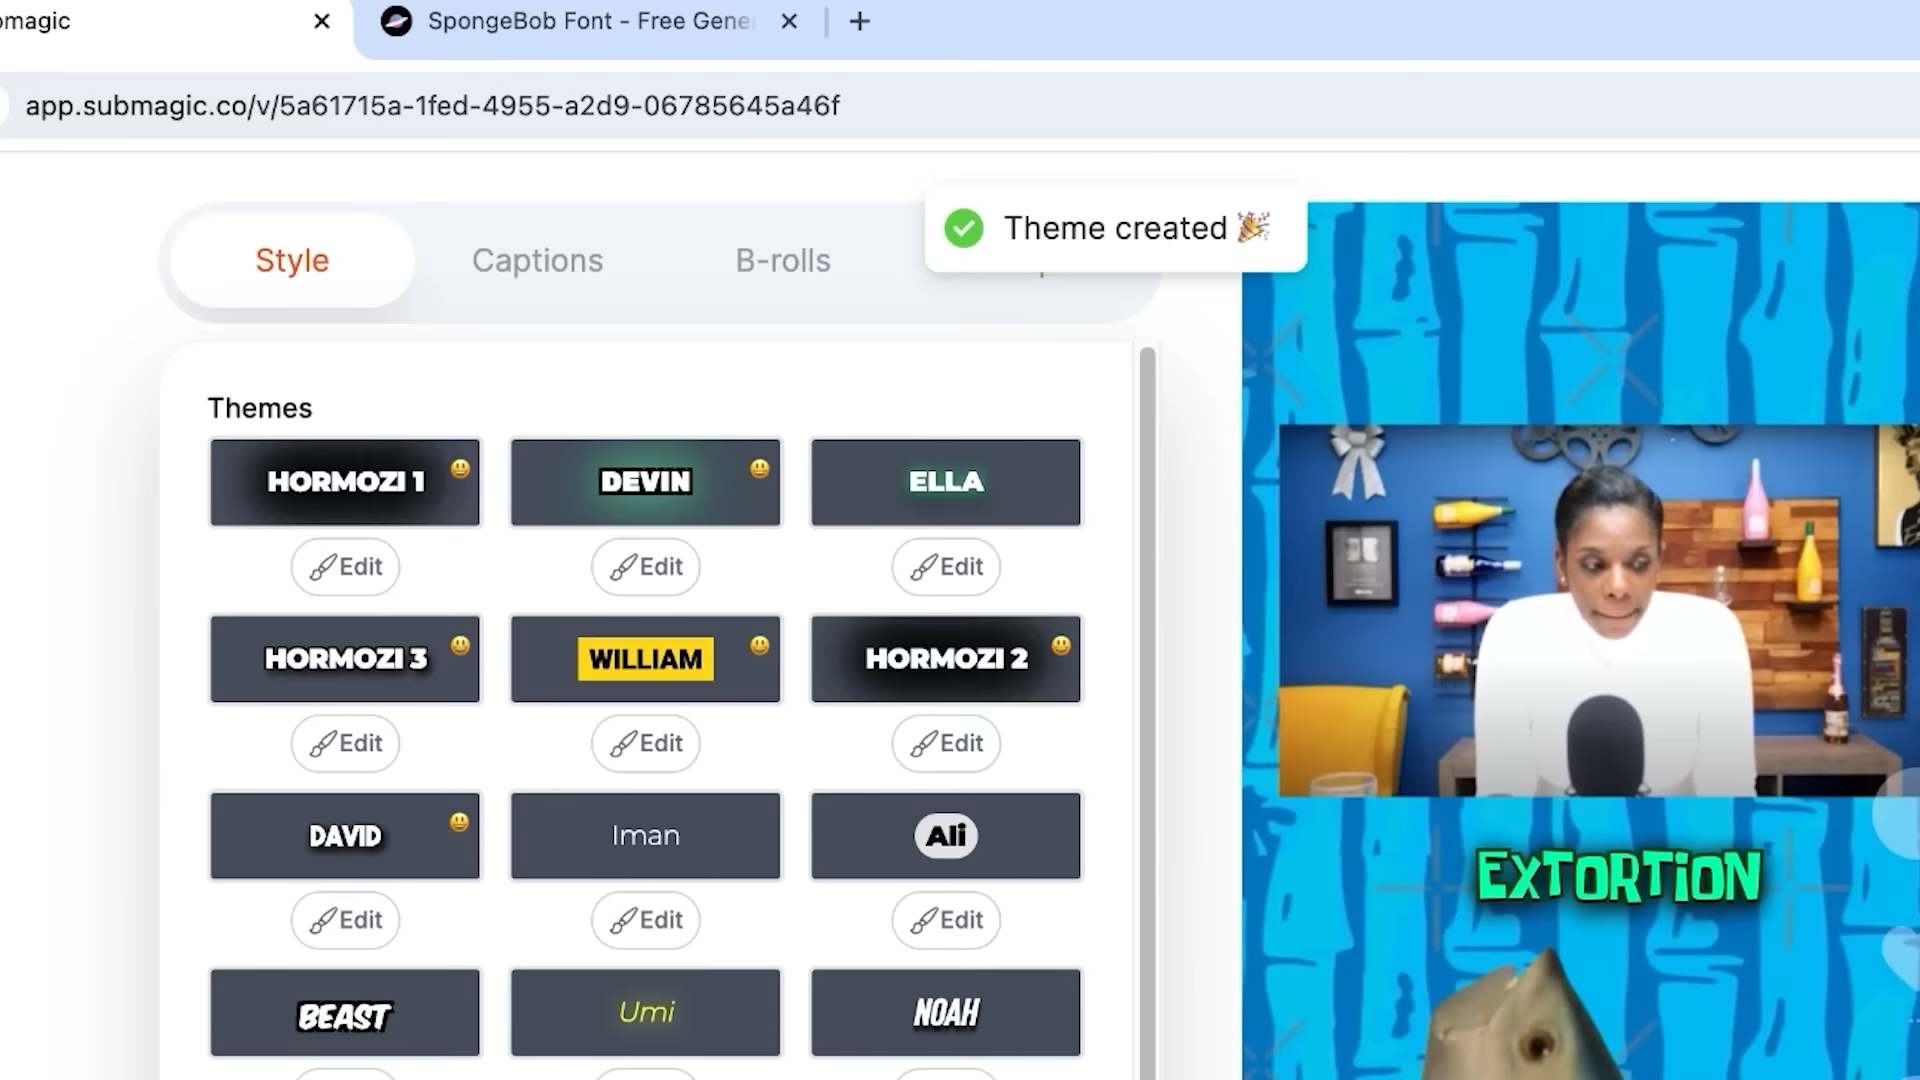 omagic
SpongeBob Font - Free Gene
app.submagic.co/v/5a61715a-1fed-4955-a2d9-06785645a46f
Style
Captions
B-rolls
Theme created 🎉
Themes
HORMOZI 1
DEVIN
ELLA
Edit
Edit
Edit
HORMOZI 3
WILLIAM
HORMOZI 2
Edit
Edit
Edit
DAVID
Iman
Ali
Edit
Edit
Edit
EXTORTiON
BEAST
Umi
NOAH